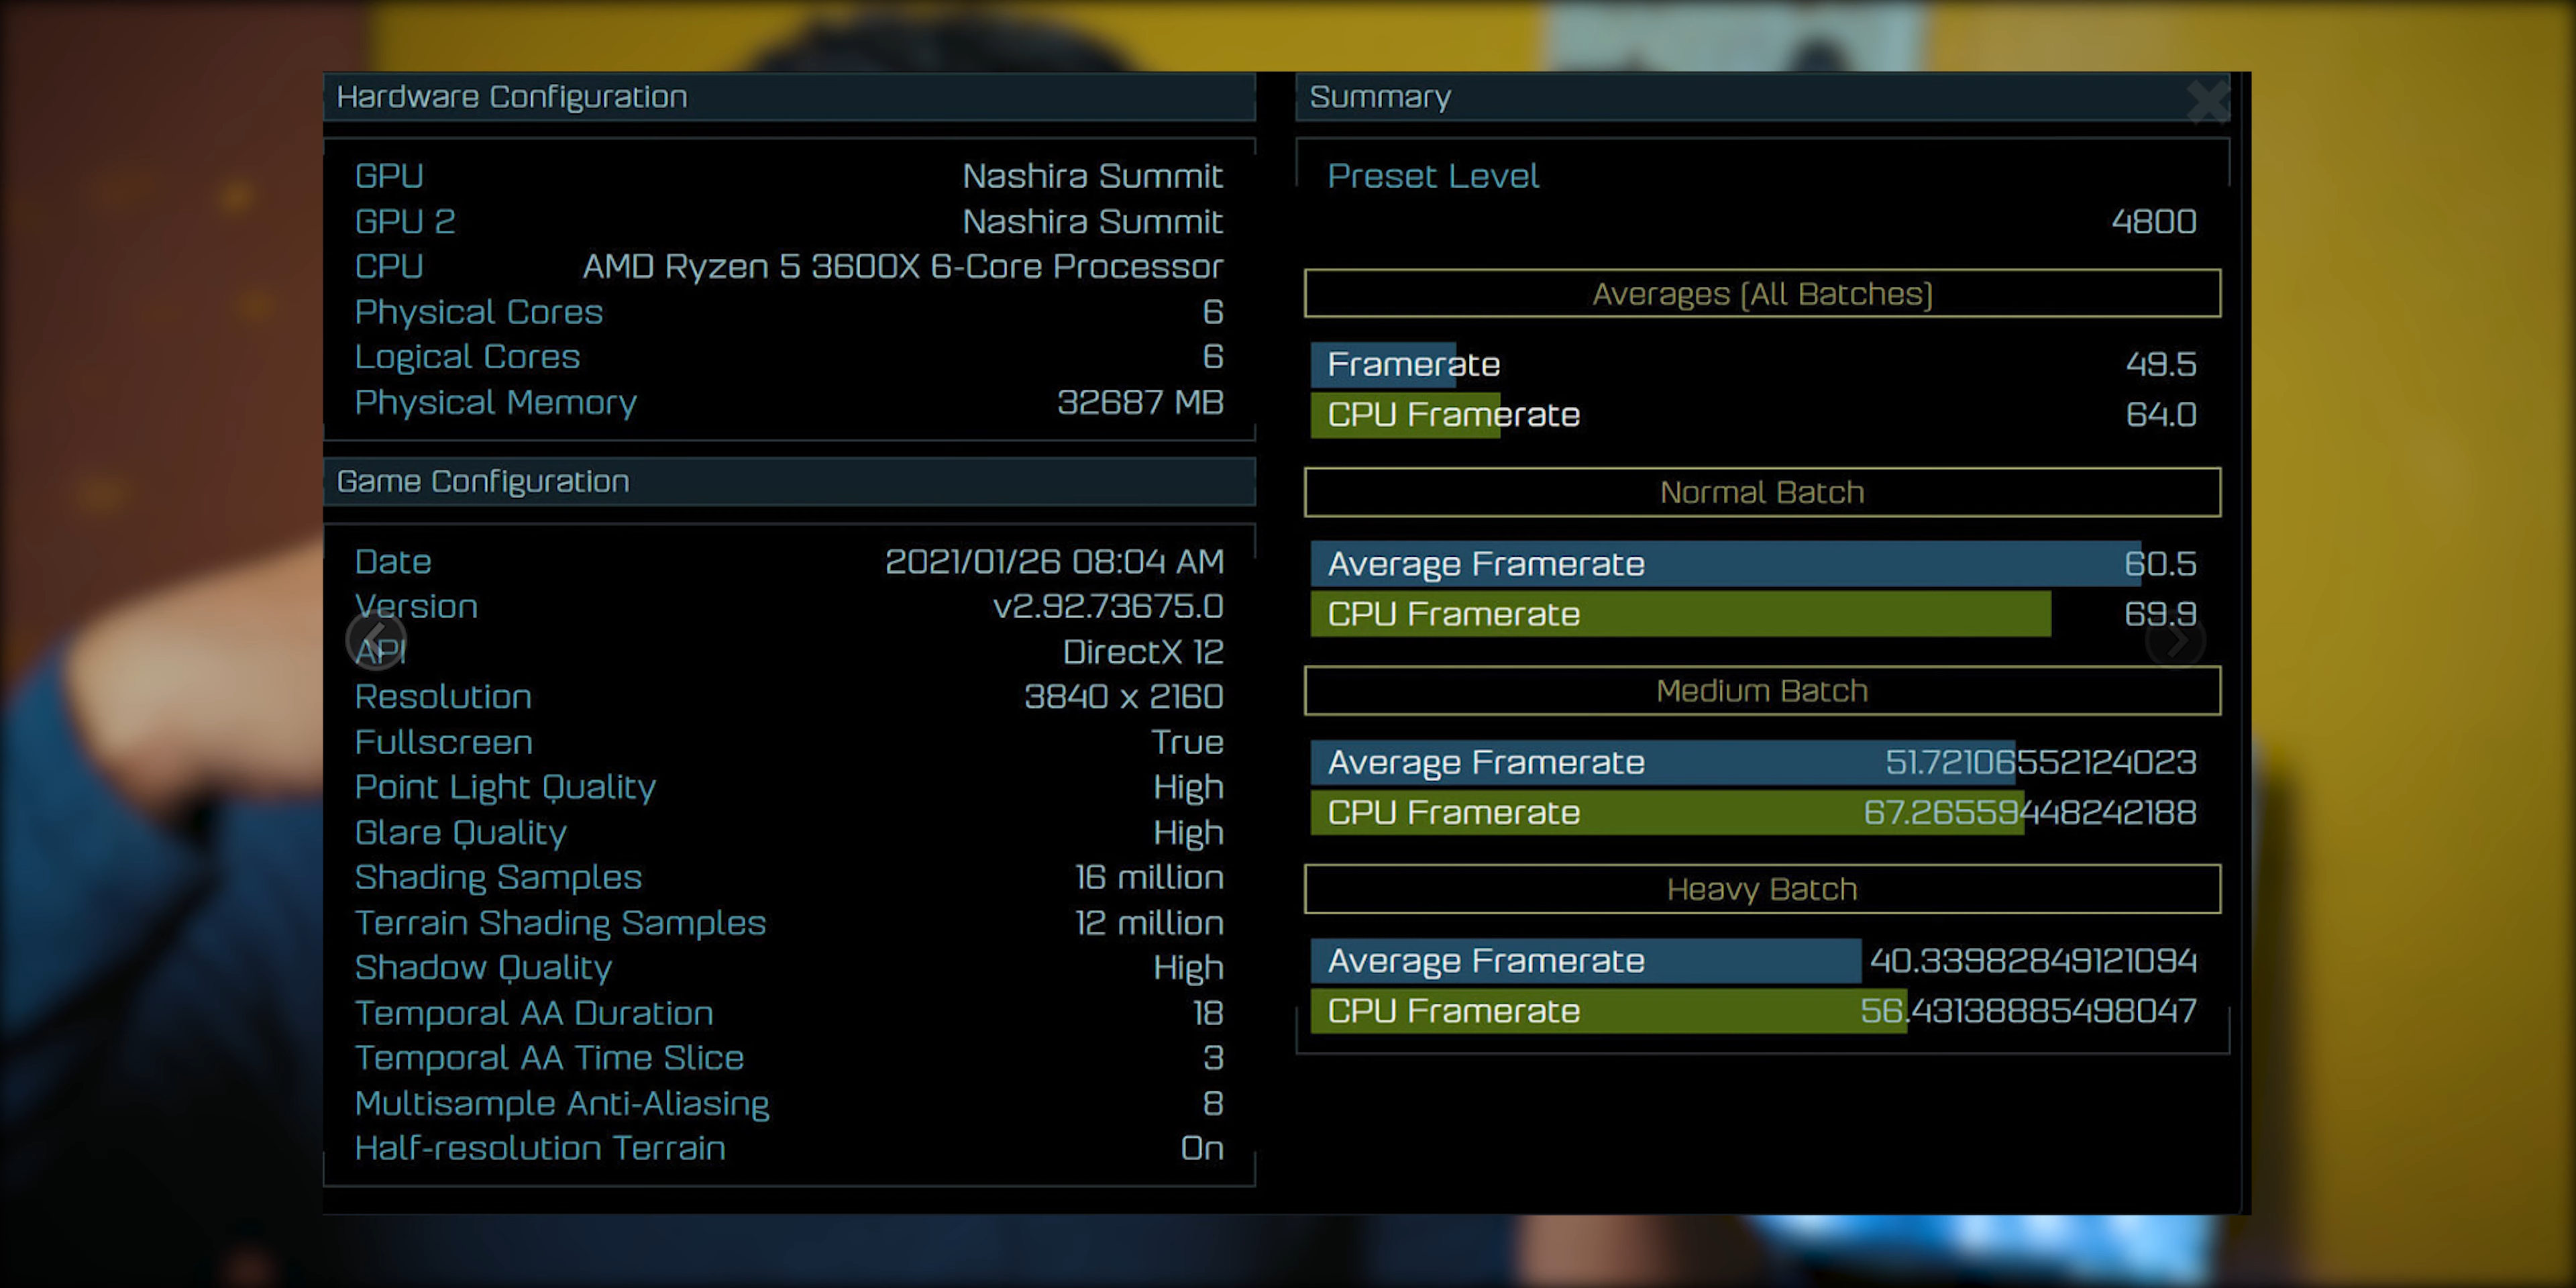 Hardware Configuration
GPU Nashira Summit
GPU 2 Nashira Summit
CPU AMD Ryzen 5 3600X 6-Core Processor
Physical Cores 6
Logical Cores 6
Physical Memory 32687 MB
Game Configuration
Date 2021/01/26 08:04 AM
Version v2.92.73675.0
API DirectX 12
Resolution 3840 x 2160
Fullscreen True
Point Light Quality High
Glare Quality High
Shading Samples 16 million
Terrain Shading Samples 12 million
Shadow Quality High
Temporal AA Duration 18
Temporal AA Time Slice 3
Multisample Anti-Aliasing 8
Half-resolution Terrain On
Summary
Preset Level
4800
Averages (All Batches)
Framerate 49.5
CPU Framerate 64.0
Normal Batch
Average Framerate 60.5
CPU Framerate 69.9
Medium Batch
Average Framerate 51.72106552124023
CPU Framerate 67.26559448242188
Heavy Batch
Average Framerate 40.33982849121094
CPU Framerate 56.43138885498047